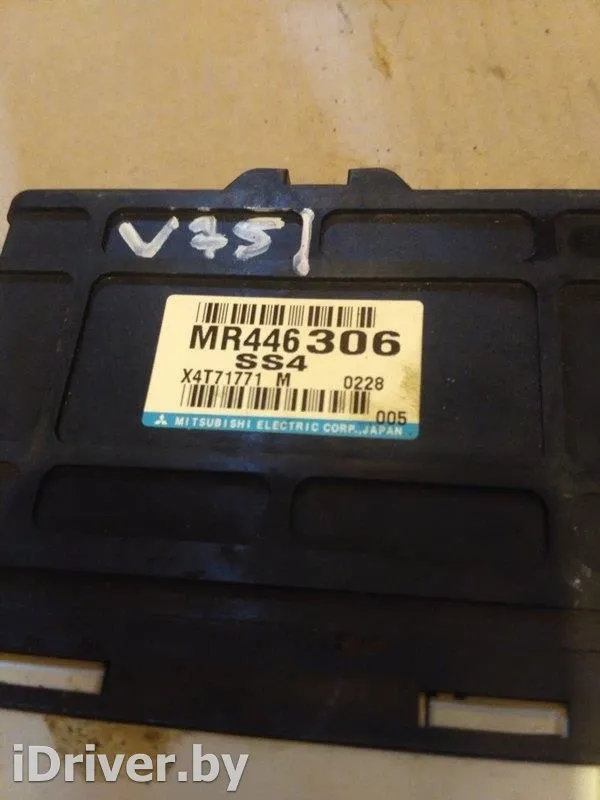 V75
MR446306
SS4
X4T71771 M 0228
005
MITSUBISHI ELECTRIC CORP.,JAPAN
iDriver.by